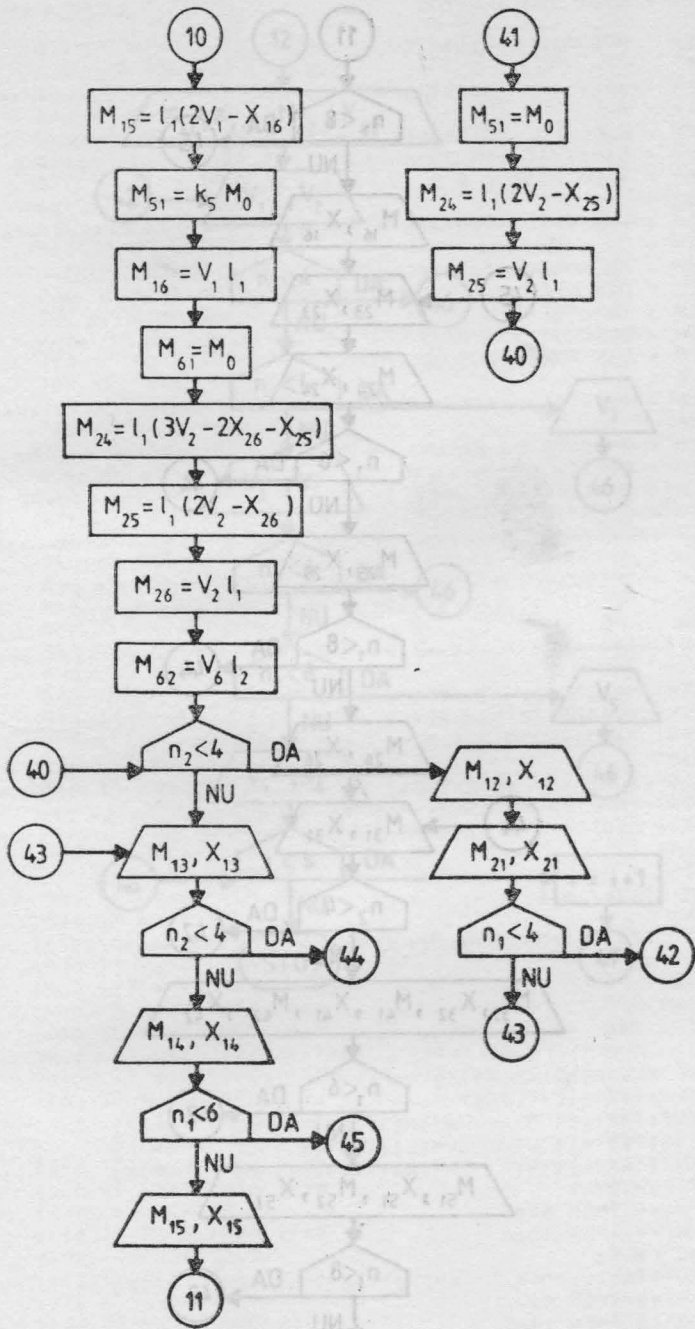 10
M₁₅ = l₁(2V₁ - X₁₆)
M₅₁ = k₅ M₀
M₁₆ = V₁ l₁
M₆₁ = M₀
M₂₄ = l₁(3V₂ - 2X₂₆ - X₂₅)
M₂₅ = l₁(2V₂ - X₂₆)
M₂₆ = V₂ l₁
M₆₂ = V₆ l₂
40
n₂<4
DA
NU
43
M₁₃, X₁₃
n₂<4
DA
44
NU
M₁₄, X₁₄
n₁<6
DA
45
NU
M₁₅, X₁₅
11
41
M₅₁ = M₀
M₂₄ = l₁(2V₂ - X₂₅)
M₂₅ = V₂ l₁
40
M₁₂, X₁₂
M₂₁, X₂₁
n₁<4
DA
42
NU
43